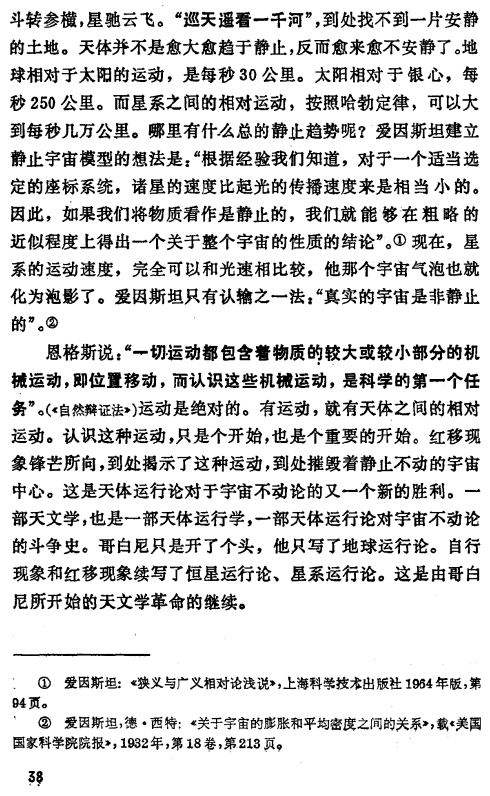 斗转参横，星驰云飞。“巡天遥看一千河”，到处找不到一片安静
的土地。天体并不是愈大愈趋于静止，反而愈来愈不安静了。地
球相对于太阳的运动，是每秒30公里。太阳相对于银心，每
秒250公里。而星系之间的相对运动，按照哈勃定律，可以大
到每秒几万公里。哪里有什么总的静止趋势呢？爱因斯坦建立
静止宇宙模型的想法是：“根据经验我们知道，对于一个适当选
定的座标系统，诸星的速度比起光的传播速度来是相当小的。
因此，如果我们将物质看作是静止的，我们就能够在粗略的
近似程度上得出一个关于整个宇宙的性质的结论”。①现在，星
系的运动速度，完全可以和光速相比较，他那个宇宙气泡也就
化为泡影了。爱因斯坦只有认输之一法：“真实的宇宙是非静止
的”。②
恩格斯说：“一切运动都包含着物质的较大或较小部分的机
械运动，即位置移动，而认识这些机械运动，是科学的第一个任
务”。(《自然辩证法》)运动是绝对的。有运动，就有天体之间的相对
运动。认识这种运动，只是个开始，也是个重要的开始。红移现
象锋芒所向，到处揭示了这种运动，到处摧毁着静止不动的宇宙
中心。这是天体运行论对于宇宙不动论的又一个新的胜利。一
部天文学，也是一部天体运行学，一部天体运行论对宇宙不动论
的斗争史。哥白尼只是开了个头，他只写了地球运行论。自行
现象和红移现象续写了恒星运行论、星系运行论。这是由哥白
尼所开始的天文学革命的继续。
① 爱因斯坦：《狭义与广义相对论浅说》，上海科学技术出版社1964年版，第
94页。
② 爱因斯坦，德·西特：《关于宇宙的膨胀和平均密度之间的关系》，载《美国
国家科学院院报》，1932年，第18卷，第213页。
38